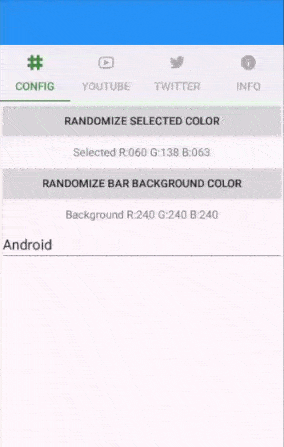 CONFIG YOUTUBE TWITTER INFO
RANDOMIZE SELECTED COLOR
Selected R:060 G:138 B:063
RANDOMIZE BAR BACKGROUND COLOR
Background R:240 G:240 B:240
Android